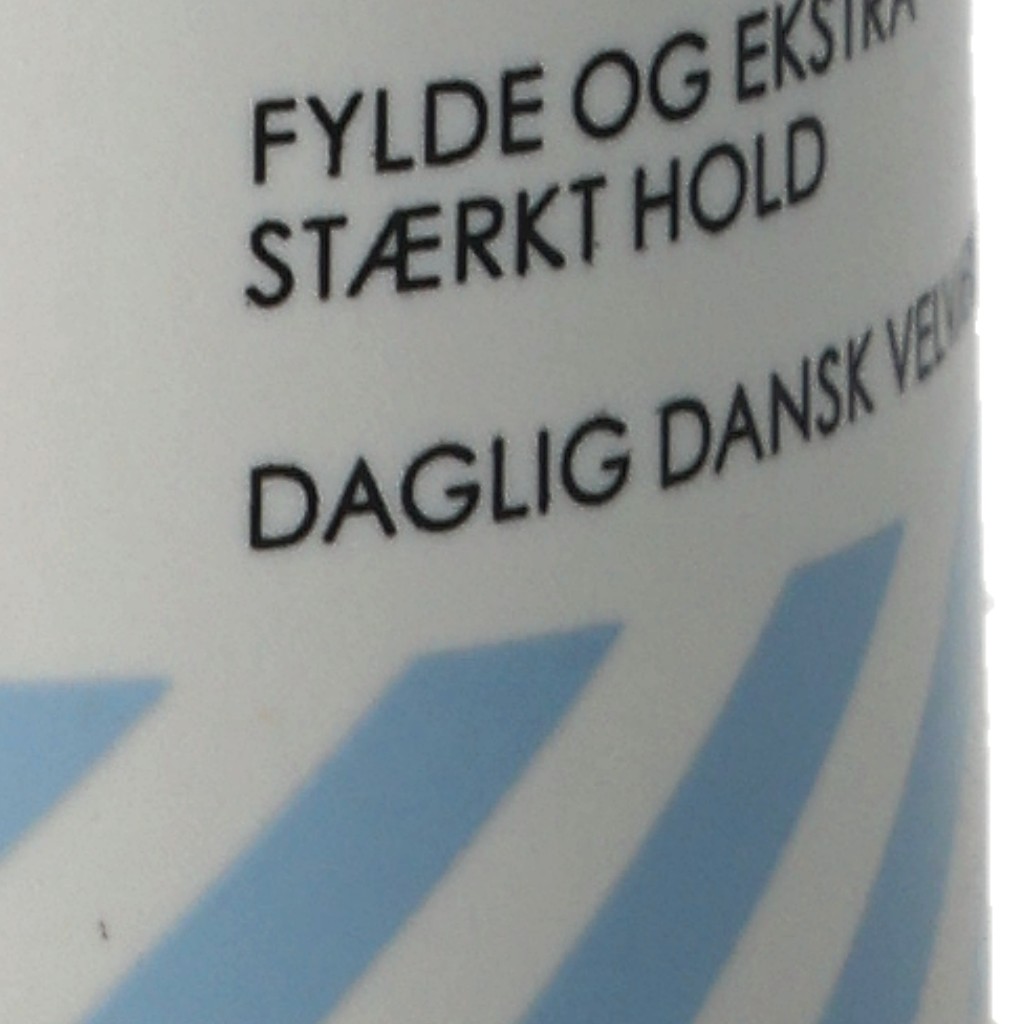 FYLDE OG EKSTRA
STÆRKT HOLD
DAGLIG DANSK